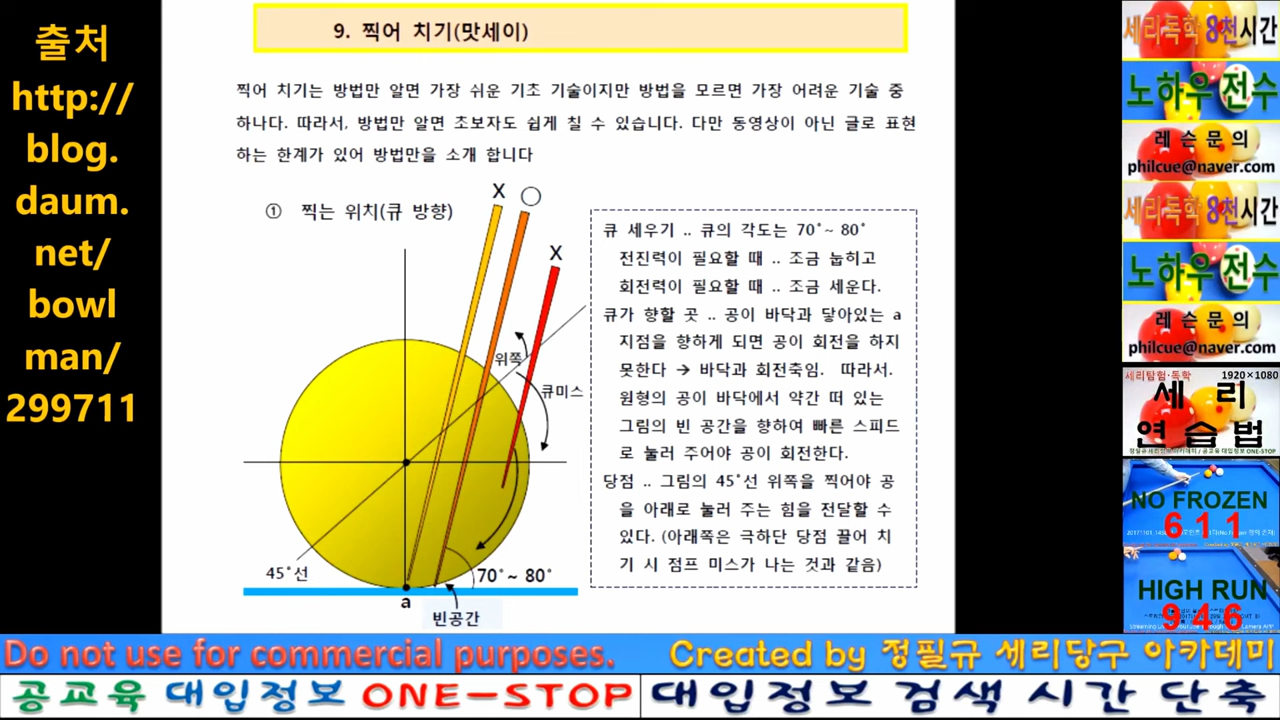 출처
http://
blog.
daum.
net/
bowl
man/
299711
9. 찍어 치기(맛세이)
찍어 치기는 방법만 알면 가장 쉬운 기초 기술이지만 방법을 모르면 가장 어려운 기술 중
하나다. 따라서, 방법만 알면 초보자도 쉽게 칠 수 있습니다. 다만 동영상이 아닌 글로 표현
하는 한계가 있어 방법만을 소개 합니다
① 찍는 위치(큐 방향)
X
X
위쪽
큐미스
45˚선
70˚~ 80˚
a
빈공간
큐 세우기 .. 큐의 각도는 70˚~ 80˚
전진력이 필요할 때 .. 조금 눕히고
회전력이 필요할 때 .. 조금 세운다.
큐가 향할 곳 .. 공이 바닥과 닿아있는 a
지점을 향하게 되면 공이 회전을 하지
못한다 → 바닥과 회전축임. 따라서.
원형의 공이 바닥에서 약간 떠 있는
그림의 빈 공간을 향하여 빠른 스피드
로 눌러 주어야 공이 회전한다.
당점 .. 그림의 45˚선 위쪽을 찍어야 공
을 아래로 눌러 주는 힘을 전달할 수
있다. (아래쪽은 극하단 당점 끌어 치
기 시 점프 미스가 나는 것과 같음)
세리독학 8천시간
노하우 전수
레 슨 문 의
philcue@naver.com
세리독학 8천시간
노하우 전수
레 슨 문 의
philcue@naver.com
세리탐험·독학 1920×1080
세 리
연 습 법
NO FROZEN
6 1 1
HIGH RUN
9 4 6
Do not use for commercial purposes.
Created by 정필규 세리당구 아카데미
공교육 대입정보 ONE-STOP
대입정보 검색 시간 단축